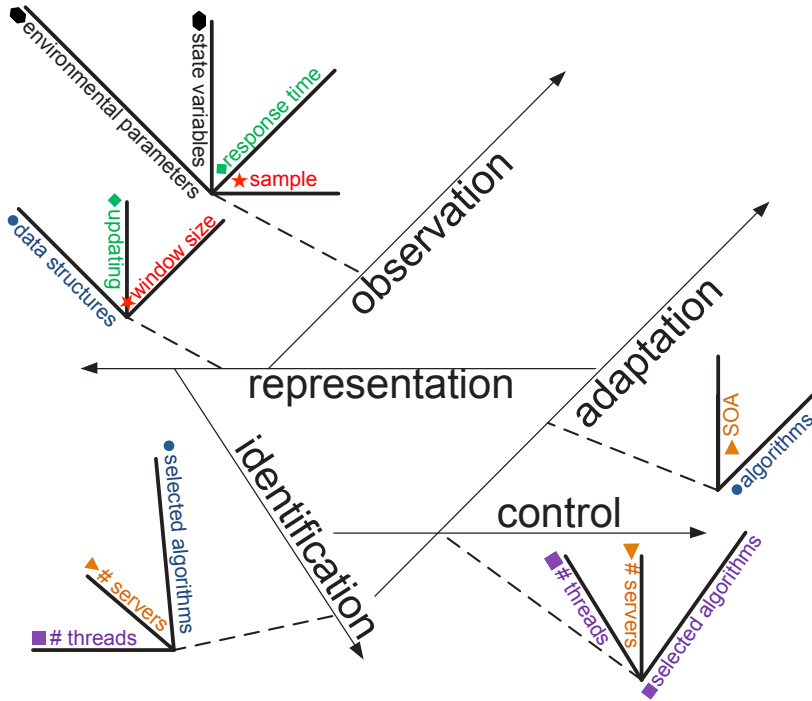 environmental parameters
state variables
response time
sample
observation
data structures
updating
window size
representation
adaptation
SOA
algorithms
identification
selected algorithms
# servers
# threads
control
# threads
# servers
selected algorithms